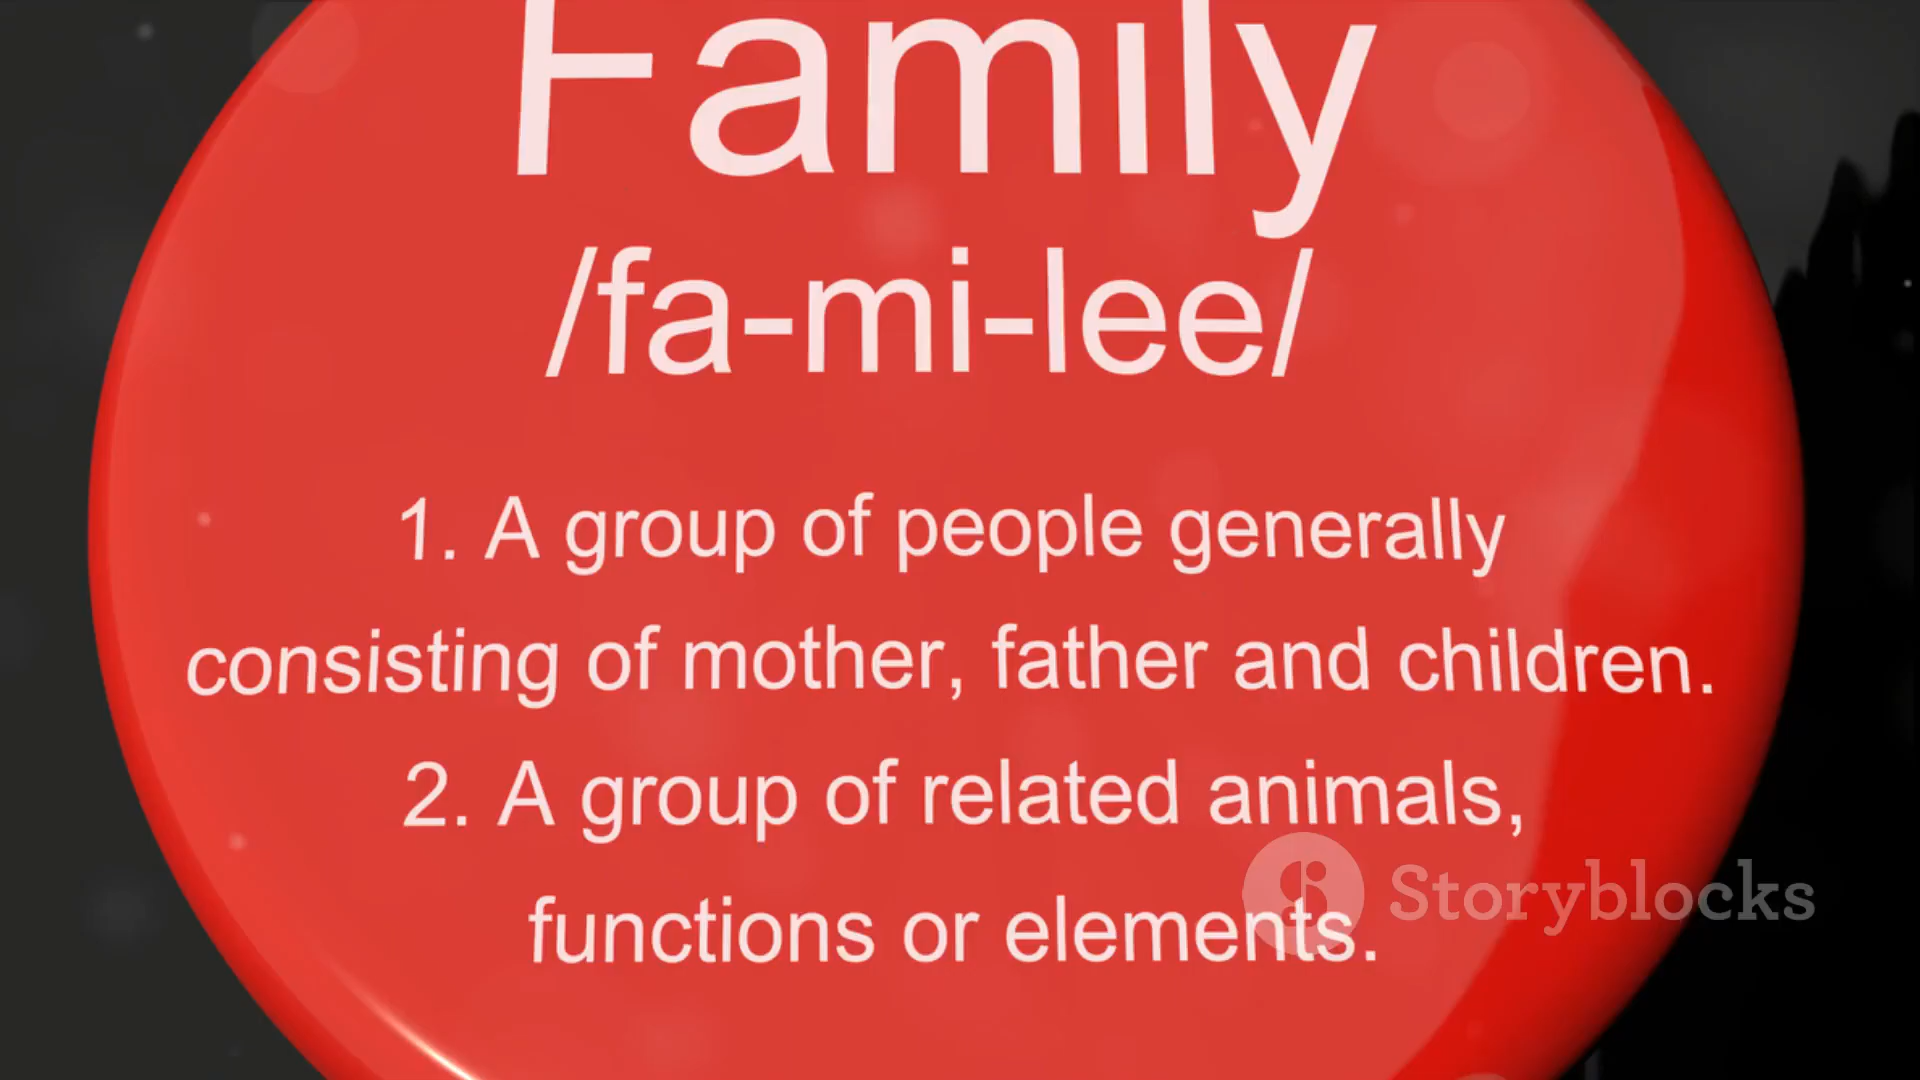 Family
/fa-mi-lee/
1. A group of people generally
consisting of mother, father and children.
2. A group of related animals,
functions or elements.
Storyblocks